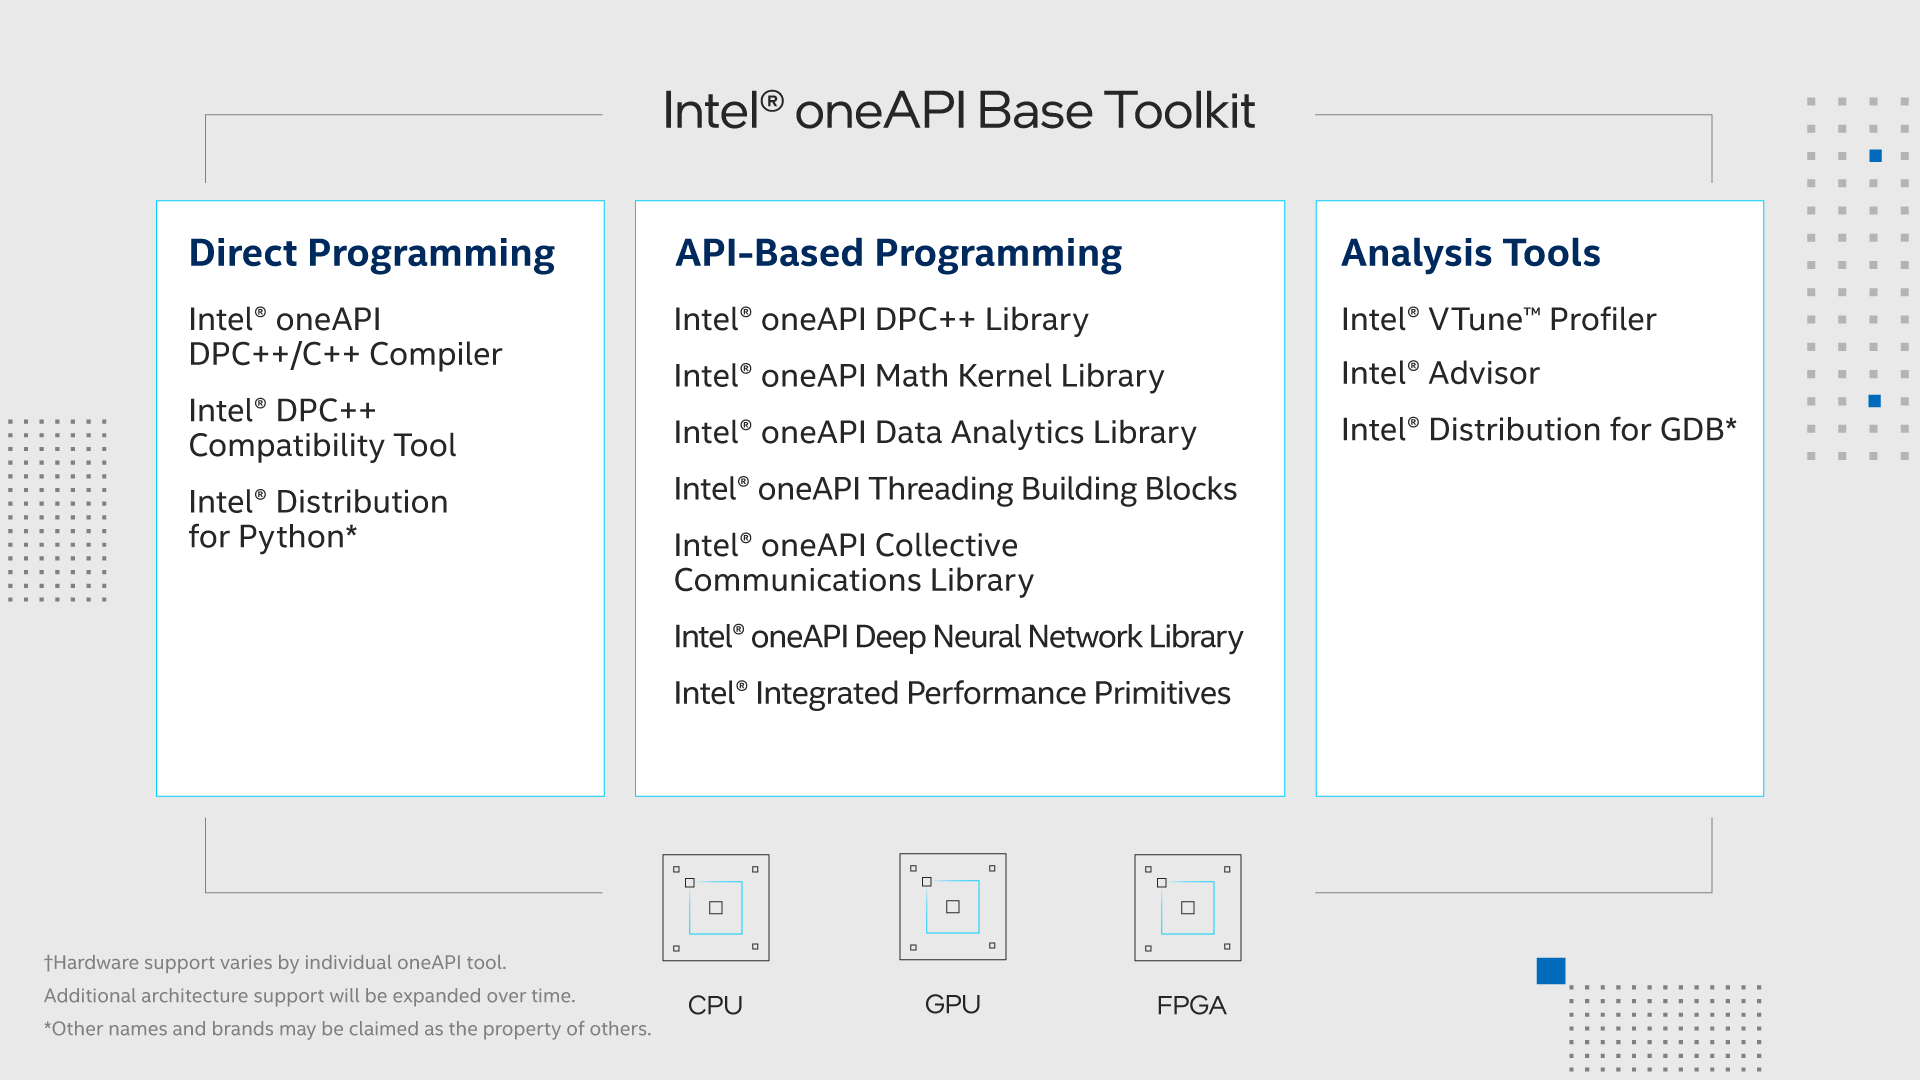 Intel® oneAPI Base Toolkit
Direct Programming
Intel® oneAPI
DPC++/C++ Compiler
Intel® DPC++
Compatibility Tool
Intel® Distribution
for Python*
API-Based Programming
Intel® oneAPI DPC++ Library
Intel® oneAPI Math Kernel Library
Intel® oneAPI Data Analytics Library
Intel® oneAPI Threading Building Blocks
Intel® oneAPI Collective
Communications Library
Intel® oneAPI Deep Neural Network Library
Intel® Integrated Performance Primitives
Analysis Tools
Intel® VTune™ Profiler
Intel® Advisor
Intel® Distribution for GDB*
CPU
GPU
FPGA
†Hardware support varies by individual oneAPI tool.
Additional architecture support will be expanded over time.
*Other names and brands may be claimed as the property of others.